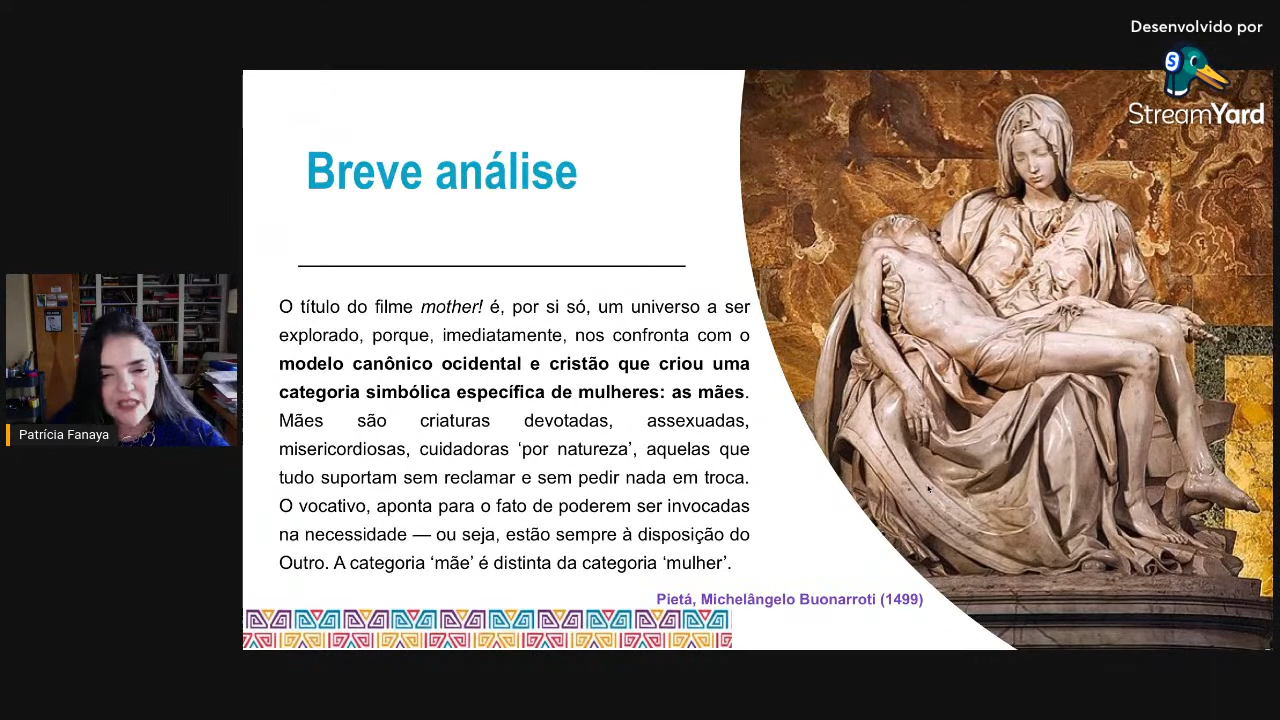 Desenvolvido por
S
StreamYard
Breve análise
O título do filme mother! é, por si só, um universo a ser
explorado, porque, imediatamente, nos confronta com o
modelo canônico ocidental e cristão que criou uma
categoria simbólica específica de mulheres: as mães.
Mães são criaturas devotadas, assexuadas,
misericordiosas, cuidadoras ‘por natureza’, aquelas que
tudo suportam sem reclamar e sem pedir nada em troca.
O vocativo, aponta para o fato de poderem ser invocadas
na necessidade — ou seja, estão sempre à disposição do
Outro. A categoria ‘mãe’ é distinta da categoria ‘mulher’.
Pietá, Michelângelo Buonarroti (1499)
Patrícia Fanaya